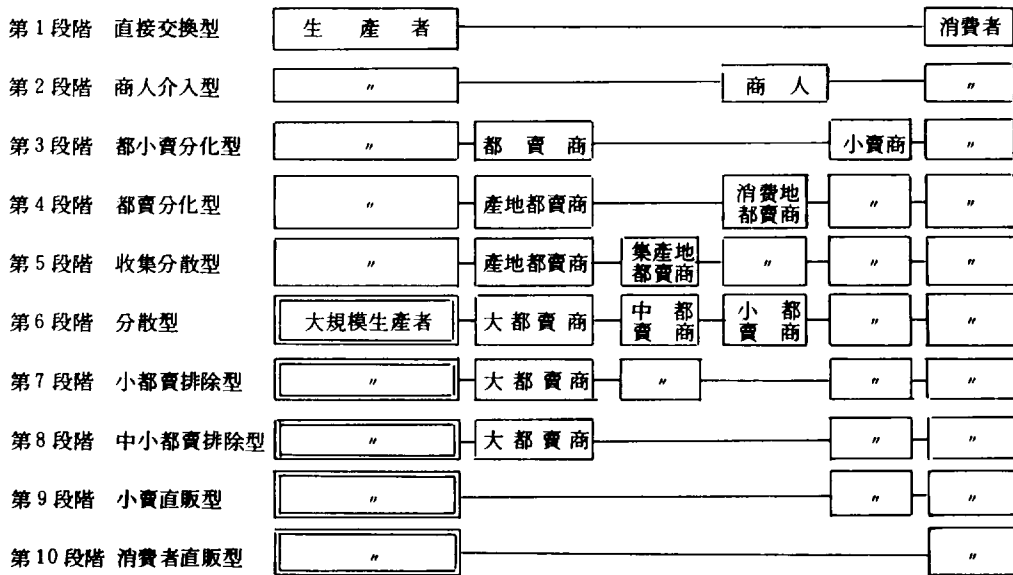 第1段階 直接交換型 生產者 消費者
第2段階 商人介入型 〃 商人 〃
第3段階 都小賣分化型 〃 都賣商 小賣商 〃
第4段階 都賣分化型 〃 產地都賣商 消費地都賣商 〃 〃
第5段階 收集分散型 〃 產地都賣商 集產地都賣商 〃 〃 〃
第6段階 分散型 大規模生產者 大都賣商 中都賣商 小都賣商 〃 〃
第7段階 小都賣排除型 〃 大都賣商 〃 〃 〃
第8段階 中小都賣排除型 〃 大都賣商 〃 〃
第9段階 小賣直販型 〃 〃 〃
第10段階 消費者直販型 〃 〃